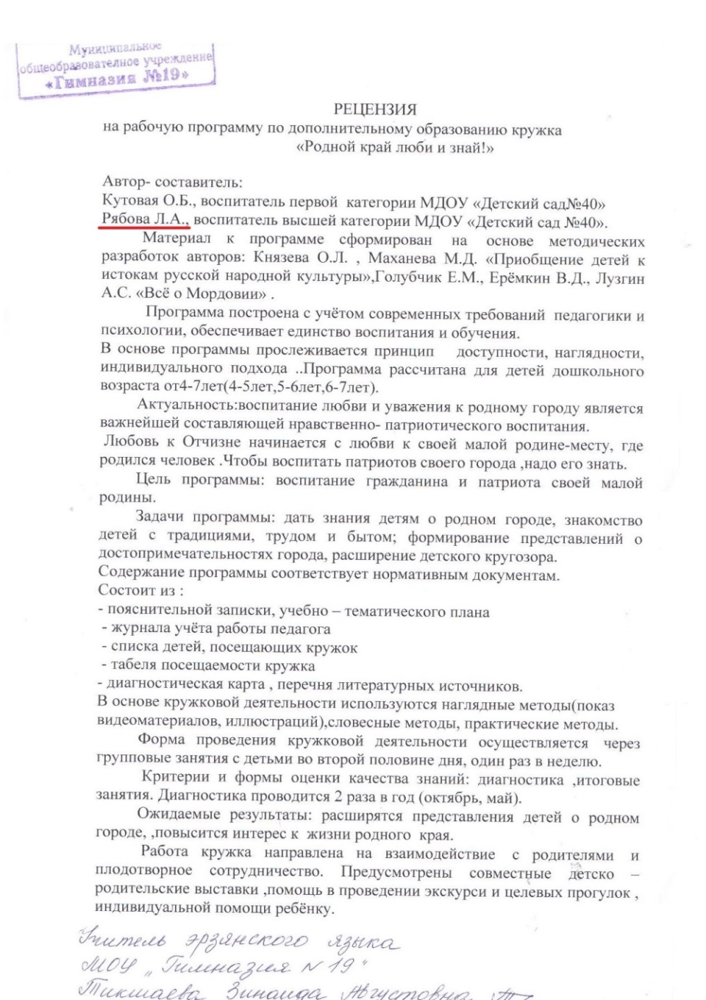 Муниципальное
общеобразователное учреждение
«Гимназия №19»
РЕЦЕНЗИЯ
на рабочую программу по дополнительному образованию кружка
«Родной край люби и знай!»
Автор- составитель:
Кутовая О.Б., воспитатель первой категории МДОУ «Детский сад№40»
Рябова Л.А., воспитатель высшей категории МДОУ «Детский сад №40».
Материал к программе сформирован на основе методических
разработок авторов: Князева О.Л. , Маханева М.Д. «Приобщение детей к
истокам русской народной культуры»,Голубчик Е.М., Ерёмкин В.Д., Лузгин
А.С. «Всё о Мордовии» .
Программа построена с учётом современных требований педагогики и
психологии, обеспечивает единство воспитания и обучения.
В основе программы прослеживается принцип доступности, наглядности,
индивидуального подхода ..Программа рассчитана для детей дошкольного
возраста от4-7лет(4-5лет,5-6лет,6-7лет).
Актуальность:воспитание любви и уважения к родному городу является
важнейшей составляющей нравственно- патриотического воспитания.
Любовь к Отчизне начинается с любви к своей малой родине-месту, где
родился человек .Чтобы воспитать патриотов своего города ,надо его знать.
Цель программы: воспитание гражданина и патриота своей малой
родины.
Задачи программы: дать знания детям о родном городе, знакомство
детей с традициями, трудом и бытом; формирование представлений о
достопримечательностях города, расширение детского кругозора.
Содержание программы соответствует нормативным документам.
Состоит из :
- пояснительной записки, учебно – тематического плана
- журнала учёта работы педагога
- списка детей, посещающих кружок
- табеля посещаемости кружка
- диагностическая карта , перечня литературных источников.
В основе кружковой деятельности используются наглядные методы(показ
видеоматериалов, иллюстраций),словесные методы, практические методы.
Форма проведения кружковой деятельности осуществляется через
групповые занятия с детьми во второй половине дня, один раз в неделю.
Критерии и формы оценки качества знаний: диагностика ,итоговые
занятия. Диагностика проводится 2 раза в год (октябрь, май).
Ожидаемые результаты: расширятся представления детей о родном
городе, ,повысится интерес к жизни родного края.
Работа кружка направлена на взаимодействие с родителями и
плодотворное сотрудничество. Предусмотрены совместные детско –
родительские выставки ,помощь в проведении экскурси и целевых прогулок ,
индивидуальной помощи ребёнку.
Учитель эрзянского языка
МОУ „Гимназия N 19"
Тикшаева Зинаида Августовна